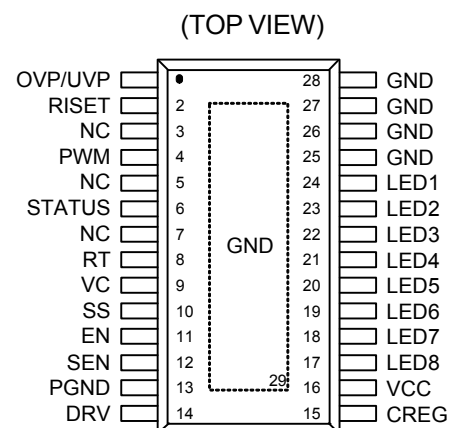 (TOP VIEW)
OVP/UVP 28 GND
RISET 2 27 GND
NC 3 26 GND
PWM 4 25 GND
NC 5 24 LED1
STATUS 6 23 LED2
NC 7 22 LED3
GND
RT 8 21 LED4
VC 9 20 LED5
SS 10 19 LED6
EN 11 18 LED7
SEN 12 17 LED8
PGND 13 29 16 VCC
DRV 14 15 CREG